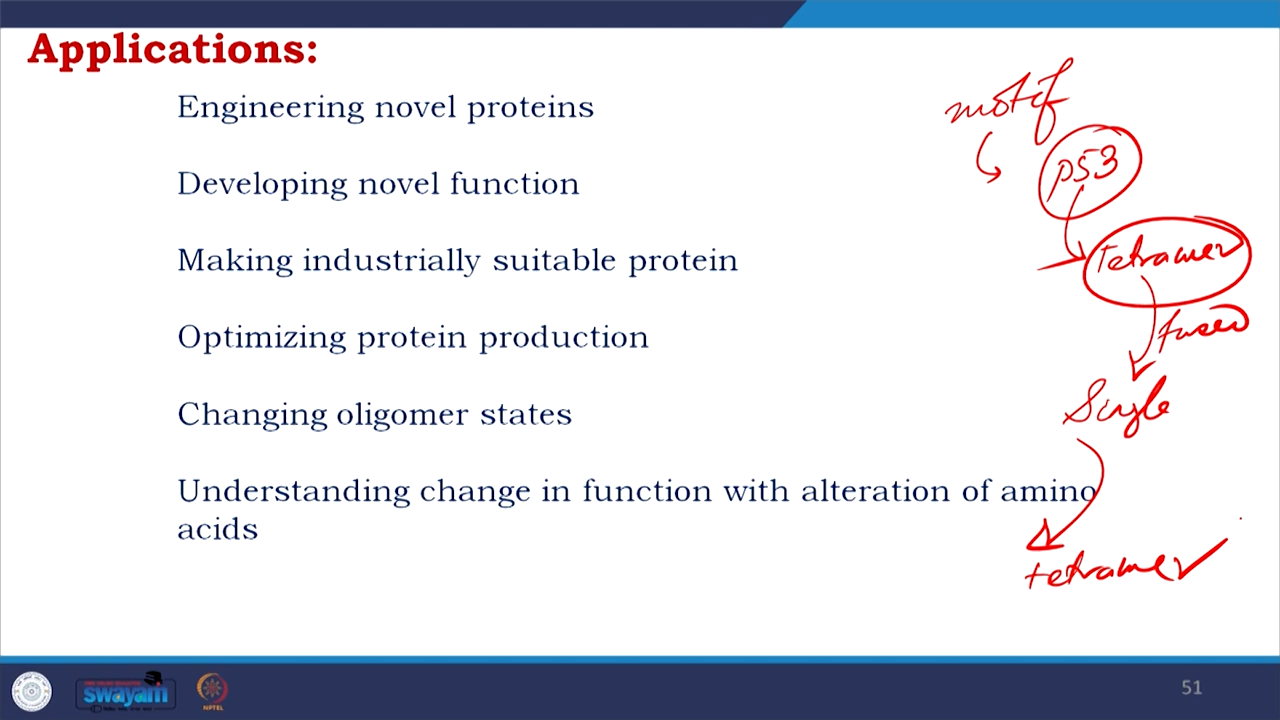 Applications:
Engineering novel proteins
Developing novel function
Making industrially suitable protein
Optimizing protein production
Changing oligomer states
Understanding change in function with alteration of amino
acids
motif
p53
tetramer
fused
Single
tetramer
swayam
NPTEL
51